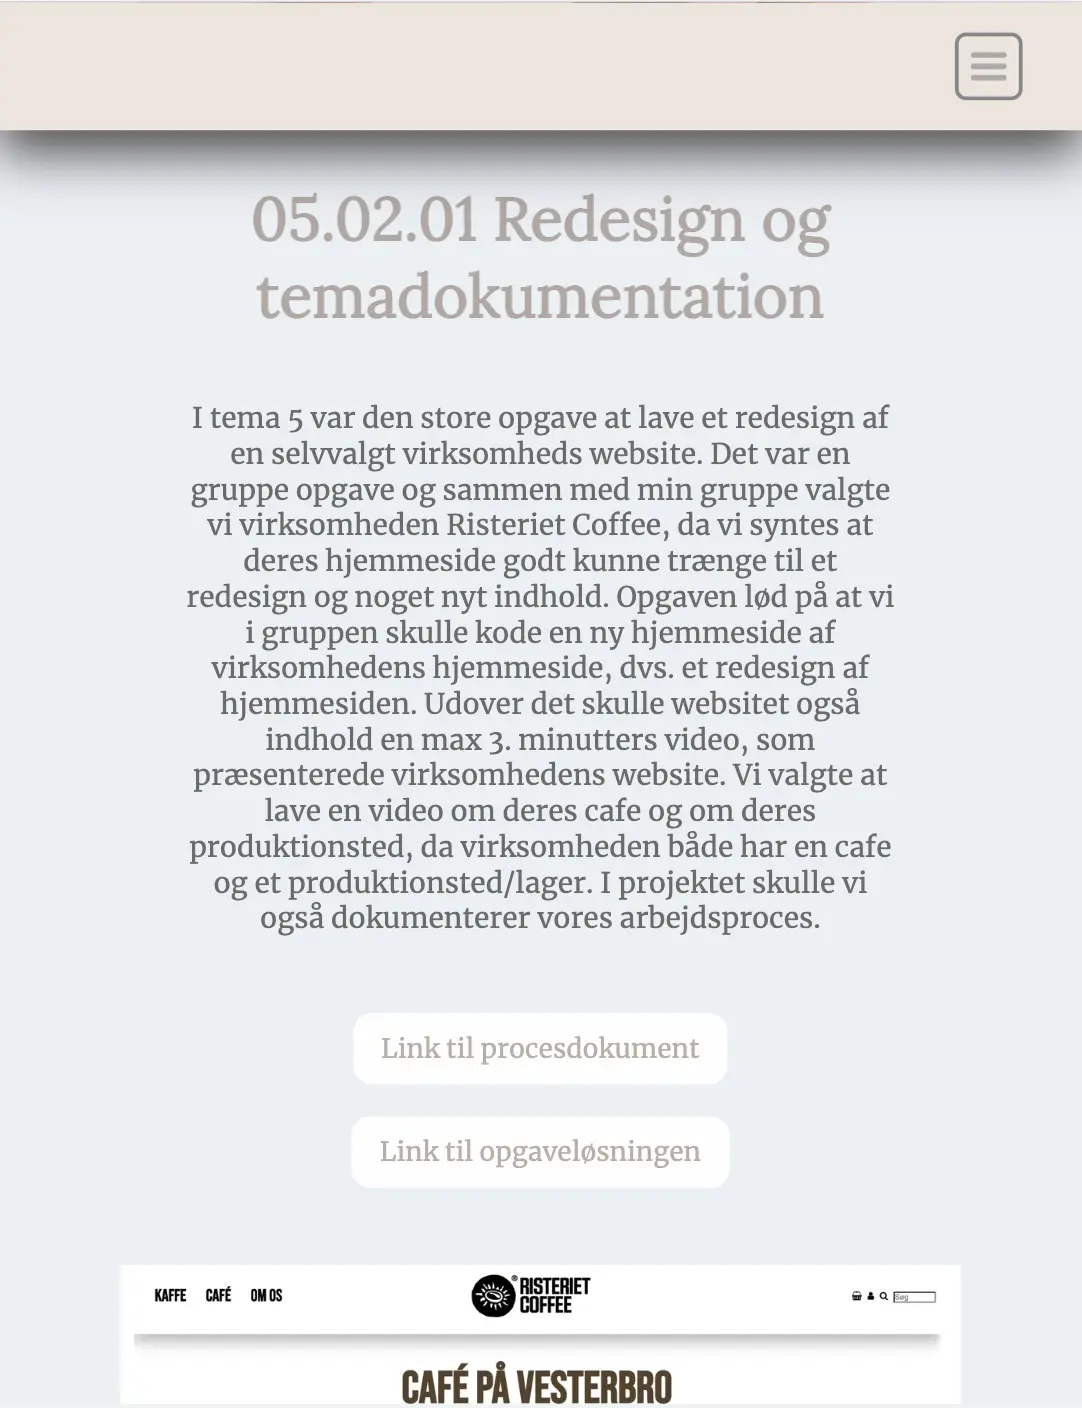 05.02.01 Redesign og
temadokumentation
I tema 5 var den store opgave at lave et redesign af
en selvvalgt virksomheds website. Det var en
gruppe opgave og sammen med min gruppe valgte
vi virksomheden Risteriet Coffee, da vi syntes at
deres hjemmeside godt kunne trænge til et
redesign og noget nyt indhold. Opgaven lød på at vi
i gruppen skulle kode en ny hjemmeside af
virksomhedens hjemmeside, dvs. et redesign af
hjemmesiden. Udover det skulle websitet også
indhold en max 3. minutters video, som
præsenterede virksomhedens website. Vi valgte at
lave en video om deres cafe og om deres
produktionsted, da virksomheden både har en cafe
og et produktionsted/lager. I projektet skulle vi
også dokumenterer vores arbejdsproces.
Link til procesdokument
Link til opgaveløsningen
KAFFE CAFÉ OM OS
®RISTERIET
COFFEE
Søg
CAFÉ PÅ VESTERBRO